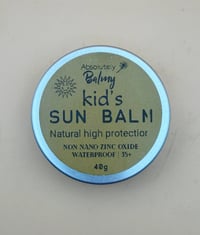 Absolutely
Balmy
kid's
SUN BALM
Natural high protection
NON NANO ZINC OXIDE
WATERPROOF | 35+
40g